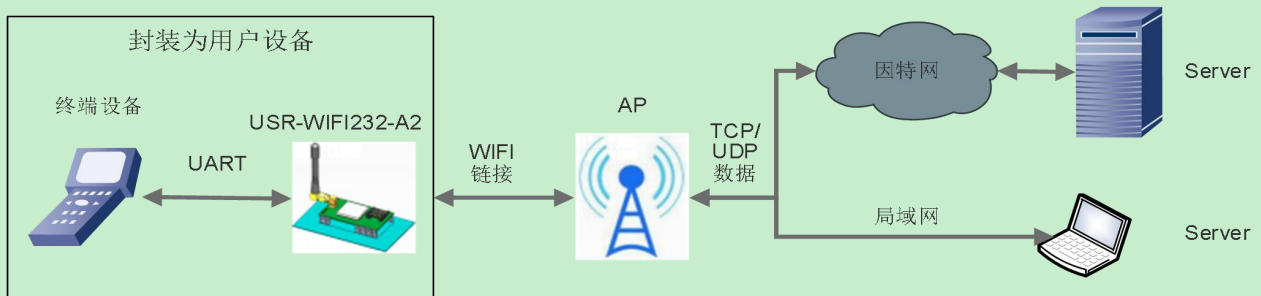 封装为用户设备
终端设备
USR-WIFI232-A2
UART
WIFI
链接
AP
TCP/
UDP
数据
因特网
Server
局域网
Server